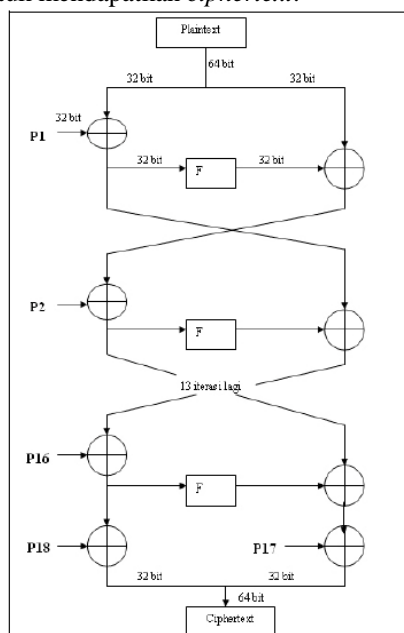 Plaintext
64 bit
32 bit 32 bit
32 bit
P1
32 bit F 32 bit
P2
F
13 iterasi lagi
P16
F
P18 P17
32 bit 32 bit
64 bit
Ciphertext